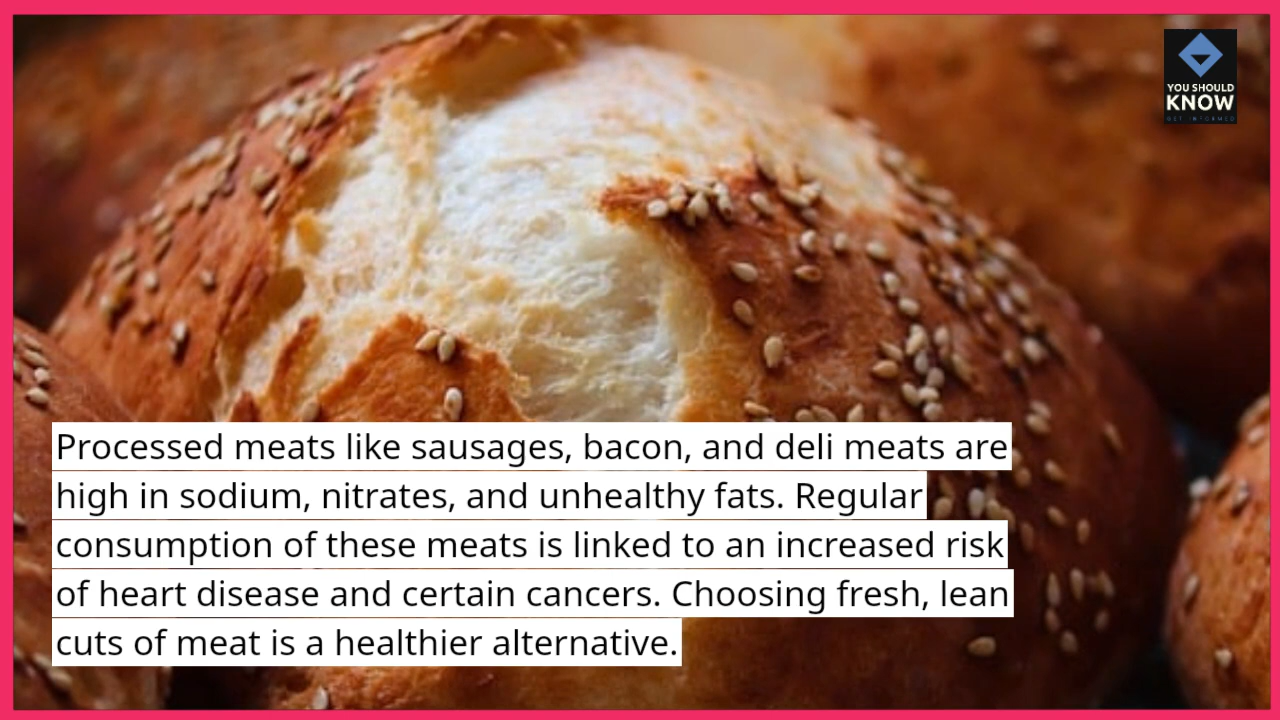 YOU SHOULD
KNOW
GET INFORMED
Processed meats like sausages, bacon, and deli meats are
high in sodium, nitrates, and unhealthy fats. Regular
consumption of these meats is linked to an increased risk
of heart disease and certain cancers. Choosing fresh, lean
cuts of meat is a healthier alternative.